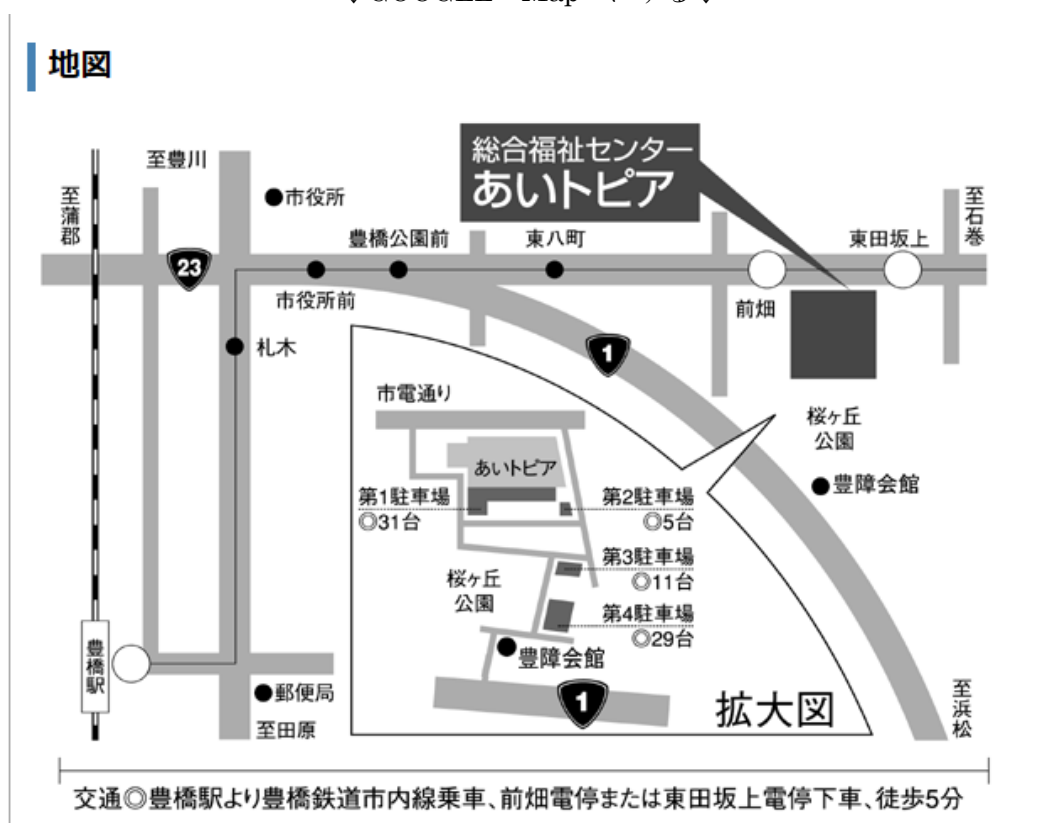 地図
至豊川
至蒲郡
市役所
総合福祉センター
あいトピア
至石巻
豊橋公園前
東八町
東田坂上
23
市役所前
前畑
札木
1
市電通り
桜ヶ丘
公園
豊障会館
あいトピア
第1駐車場
◎31台
第2駐車場
◎5台
第3駐車場
◎11台
桜ヶ丘
公園
第4駐車場
◎29台
豊障会館
1
拡大図
豊橋駅
郵便局
至田原
至浜松
交通◎豊橋駅より豊橋鉄道市内線乗車、前畑電停または東田坂上電停下車、徒歩5分